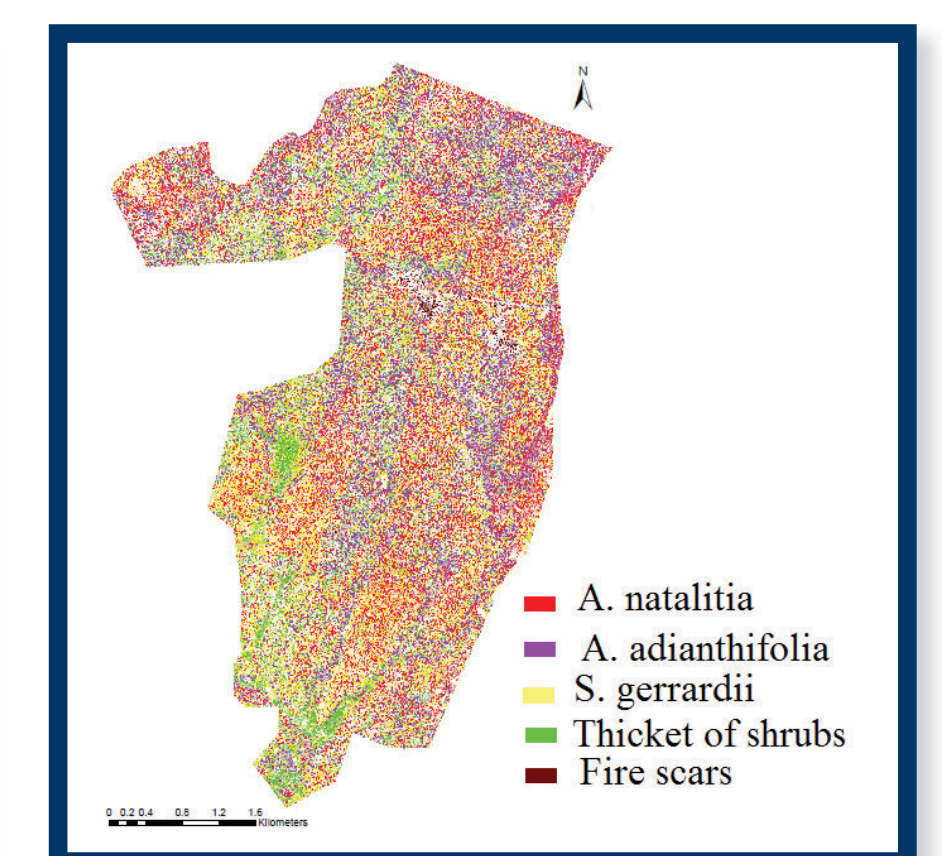 N
A. natalitia
A. adianthifolia
S. gerrardii
Thicket of shrubs
Fire scars
0 0.2 0.4 0.8 1.2 1.6
Kilometers